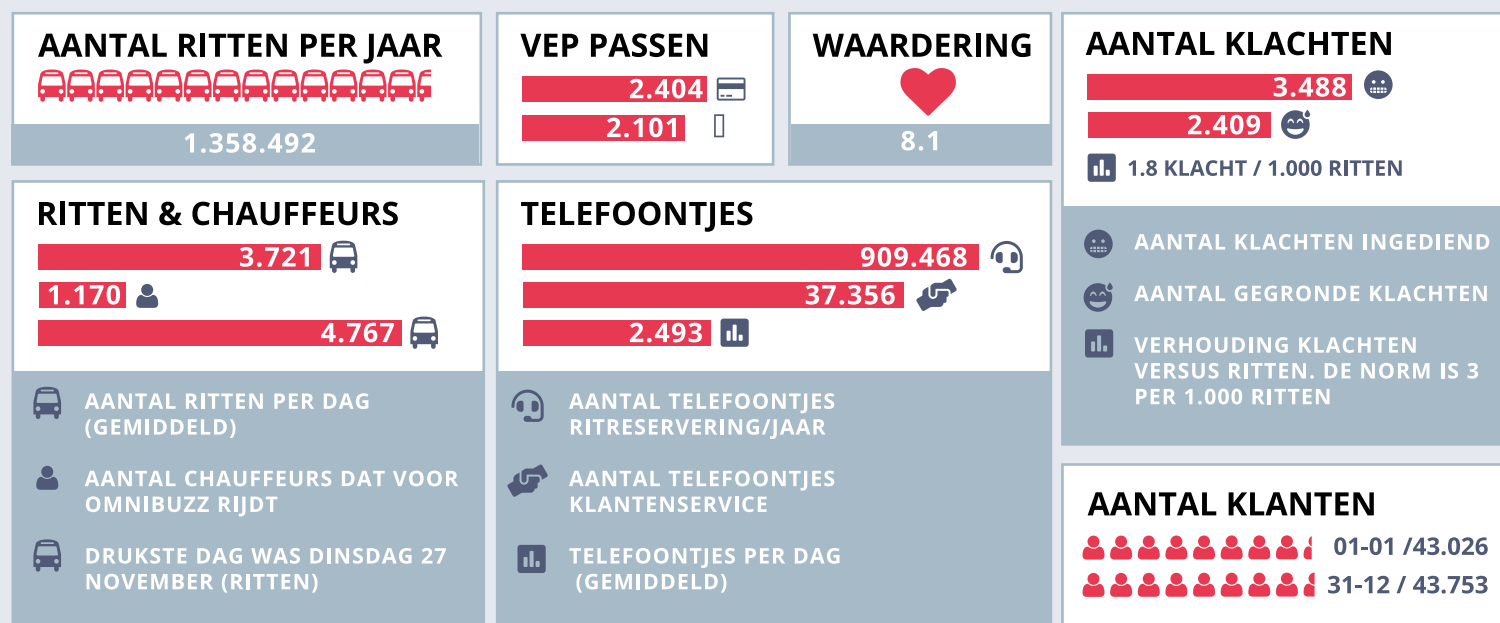 AANTAL RITTEN PER JAAR
1.358.492
VEP PASSEN
2.404
2.101
WAARDERING
8.1
AANTAL KLACHTEN
3.488
2.409
1.8 KLACHT / 1.000 RITTEN
AANTAL KLACHTEN INGEDIEND
AANTAL GEGRONDE KLACHTEN
VERHOUDING KLACHTEN
VERSUS RITTEN. DE NORM IS 3
PER 1.000 RITTEN
RITTEN & CHAUFFEURS
3.721
1.170
4.767
AANTAL RITTEN PER DAG
(GEMIDDELD)
AANTAL CHAUFFEURS DAT VOOR
OMNIBUZZ RIJDT
DRUKSTE DAG WAS DINSDAG 27
NOVEMBER (RITTEN)
TELEFOONTJES
909.468
37.356
2.493
AANTAL TELEFOONTJES
RITRESERVERING/JAAR
AANTAL TELEFOONTJES
KLANTENSERVICE
TELEFOONTJES PER DAG
(GEMIDDELD)
AANTAL KLANTEN
01-01 /43.026
31-12 / 43.753